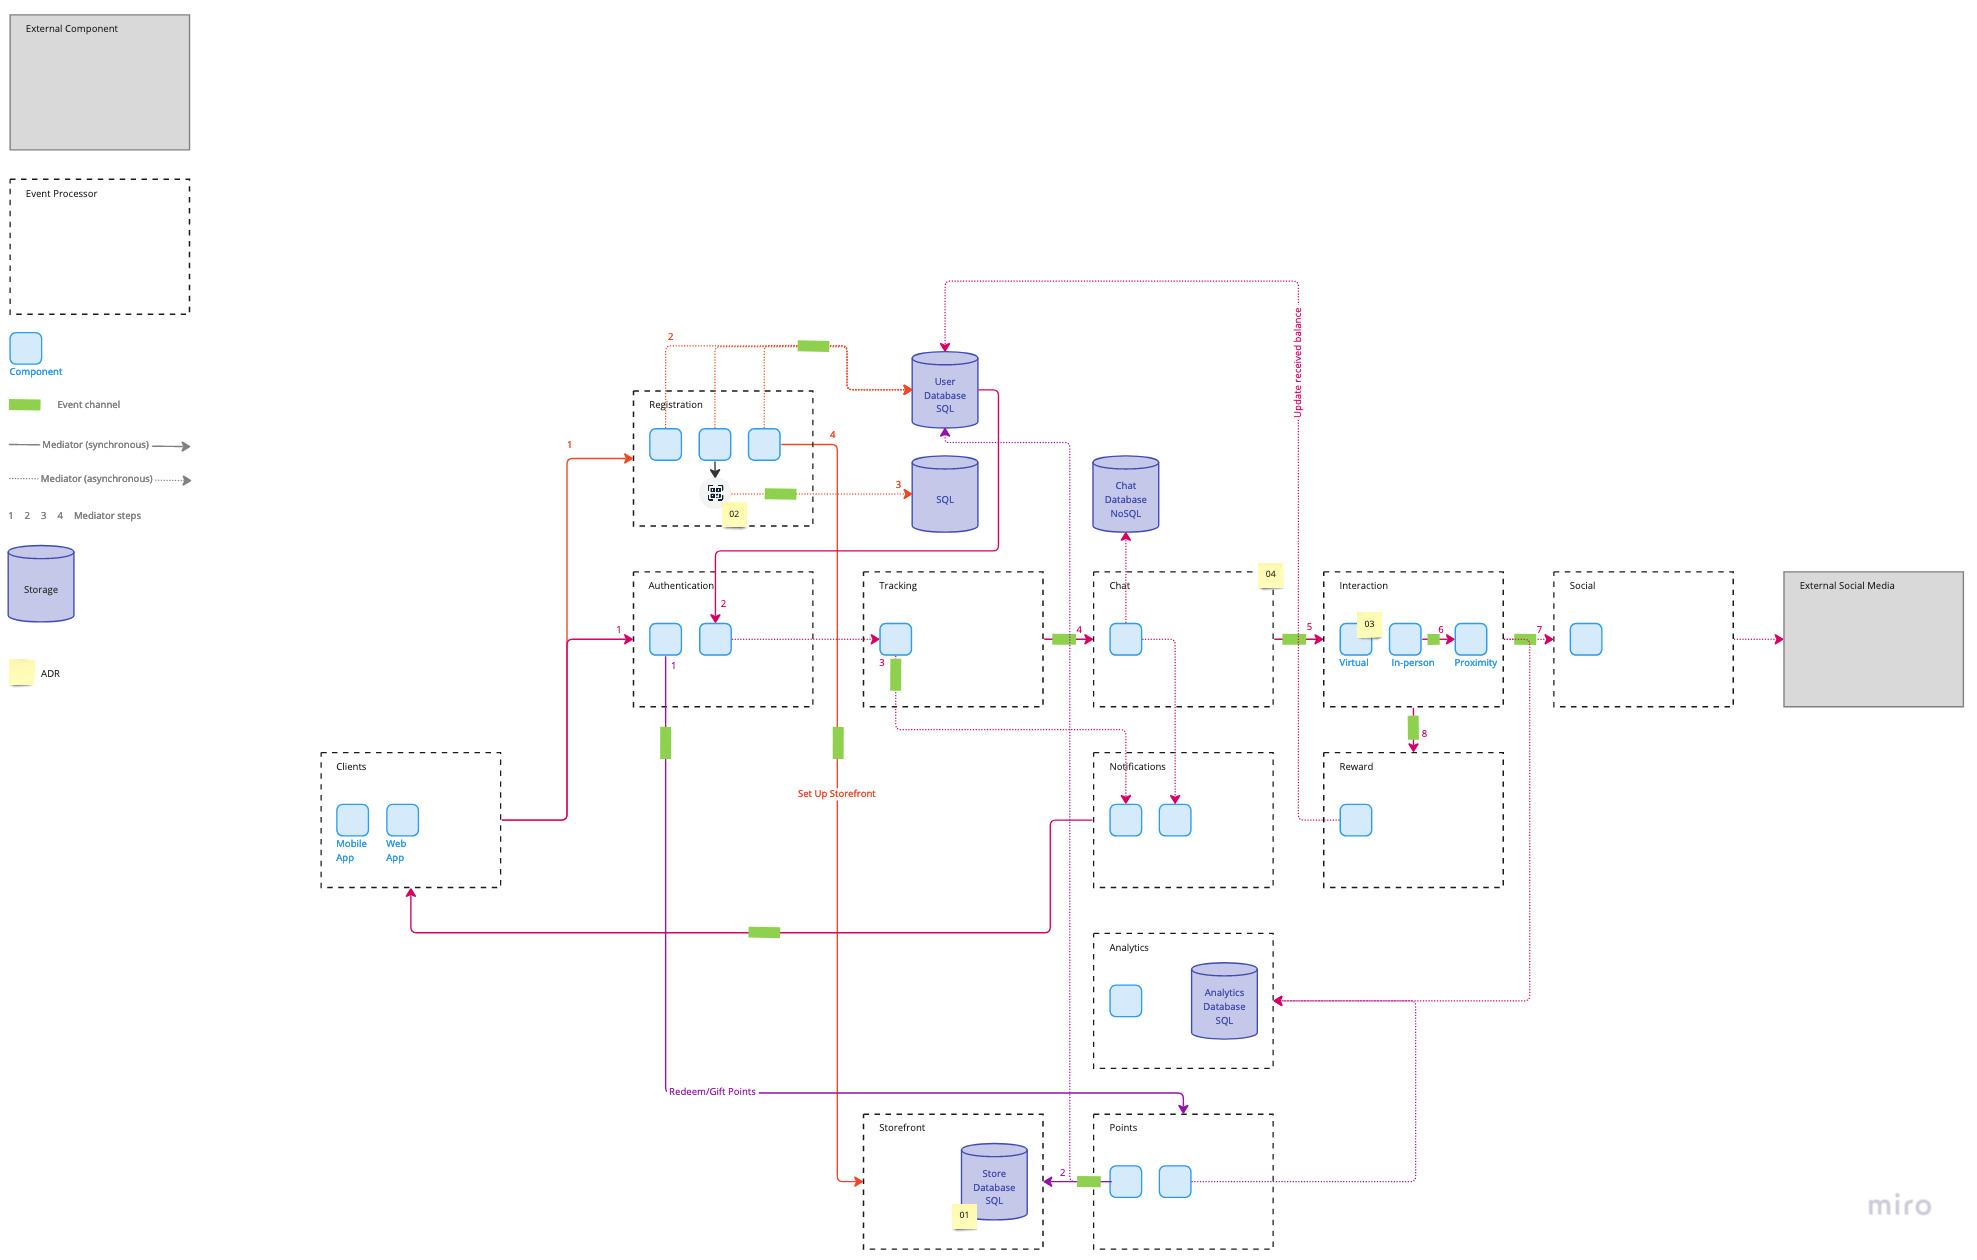 External Component
Event Processor
Component
Event channel
Mediator (synchronous)
Mediator (asynchronous)
1 2 3 4 Mediator steps
Storage
ADR
2
User
Database
SQL
Update received balance
Registration
1
4
3
02
SQL
Chat
Database
NoSQL
Authentication
1
2
1
Tracking
3
4
Chat
04
5
Interaction
03
Virtual
In-person
6
Proximity
7
Social
External Social Media
8
Clients
Mobile
App
Web
App
Set Up Storefront
Notifications
Reward
Analytics
Analytics
Database
SQL
Redeem/Gift Points
Storefront
Store
Database
SQL
01
2
Points
miro